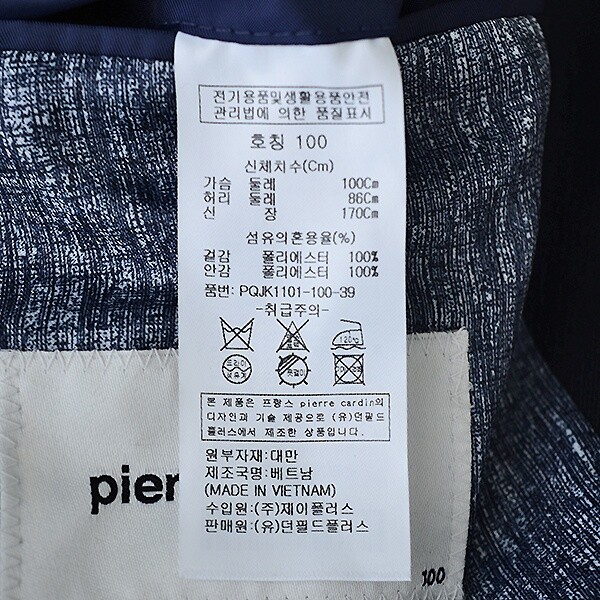 전기용품및생활용품안전
관리법에 의한 품질표시
호칭 100
신체치수(Cm)
가슴 둘레 100Cm
허리 둘레 86Cm
신 장 170Cm
섬유의혼용율(%)
겉감 폴리에스터 100%
안감 폴리에스터 100%
품번: PQJK1101-100-39
-취급주의-
드라이
옷걸이
본 제품은 프랑스 pierre cardin의
디자인과 기술 제공으로 (유)던필드
플러스에서 제조한 상품입니다.
원부자재:대만
제조국명:베트남
(MADE IN VIETNAM)
수입원:(주)제이플러스
판매원:(유)던필드플러스
pier
100